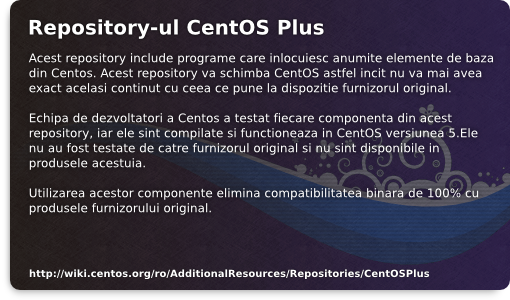 Repository-ul CentOS Plus
Acest repository include programe care inlocuiesc anumite elemente de baza
din Centos. Acest repository va schimba CentOS astfel incit nu va mai avea
exact acelasi continut cu ceea ce pune la dispozitie furnizorul original.
Echipa de dezvoltatori a Centos a testat fiecare componenta din acest
repository, iar ele sint compilate si functioneaza in CentOS versiunea 5.Ele
nu au fost testate de catre furnizorul original si nu sint disponibile in
produsele acestuia.
Utilizarea acestor componente elimina compatibilitatea binara de 100% cu
produsele furnizorului original.
http://wiki.centos.org/ro/AdditionalResources/Repositories/CentOSPlus